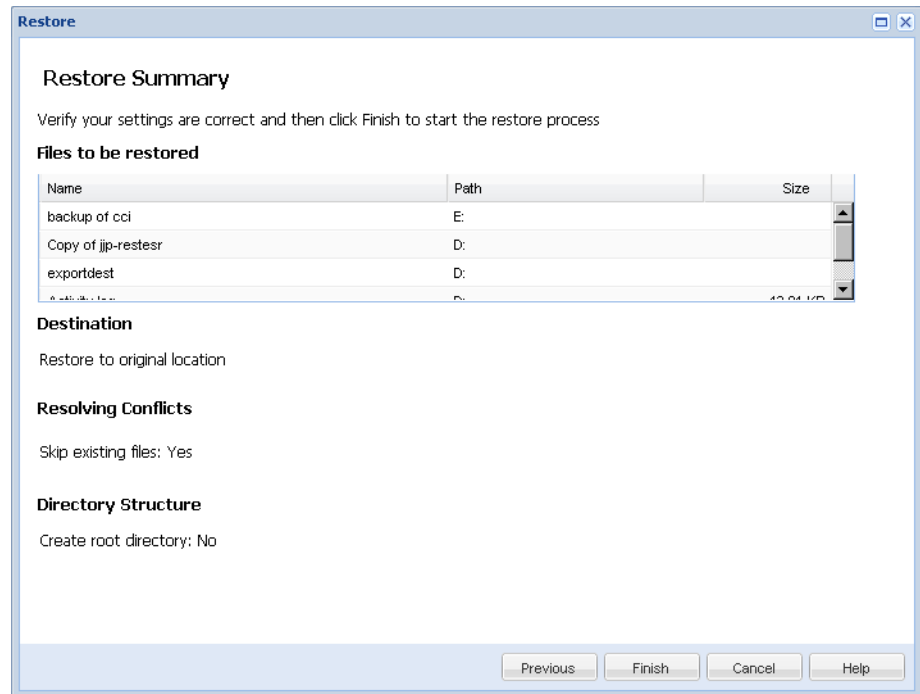 Restore
Restore Summary
Verify your settings are correct and then click Finish to start the restore process
Files to be restored
Name Path Size
backup of cci E:
Copy of jjp-restesr D:
exportdest D:
Activity log D:
Destination
Restore to original location
Resolving Conflicts
Skip existing files: Yes
Directory Structure
Create root directory: No
Previous Finish Cancel Help